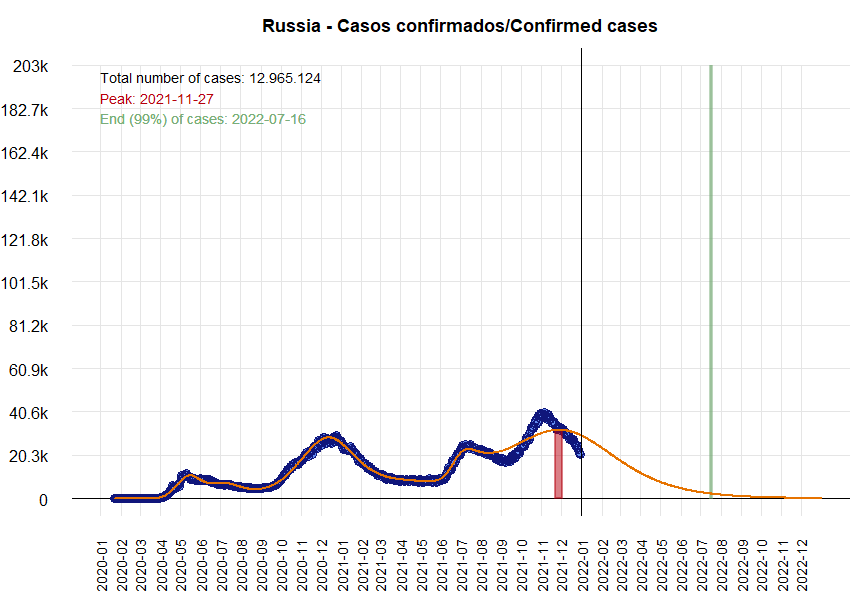 Russia - Casos confirmados/Confirmed cases
203k
Total number of cases: 12.965.124
Peak: 2021-11-27
182.7k
End (99%) of cases: 2022-07-16
162.4k
142.1k
121.8k
101.5k
81.2k
60.9k
40.6k
20.3k
0
2020-01
2020-02
2020-03
2020-04
2020-05
2020-06
2020-07
2020-08
2020-09
2020-10
2020-11
2020-12
2021-01
2021-02
2021-03
2021-04
2021-05
2021-06
2021-07
2021-08
2021-09
2021-10
2021-11
2021-12
2022-01
2022-02
2022-03
2022-04
2022-05
2022-06
2022-07
2022-08
2022-09
2022-10
2022-11
2022-12